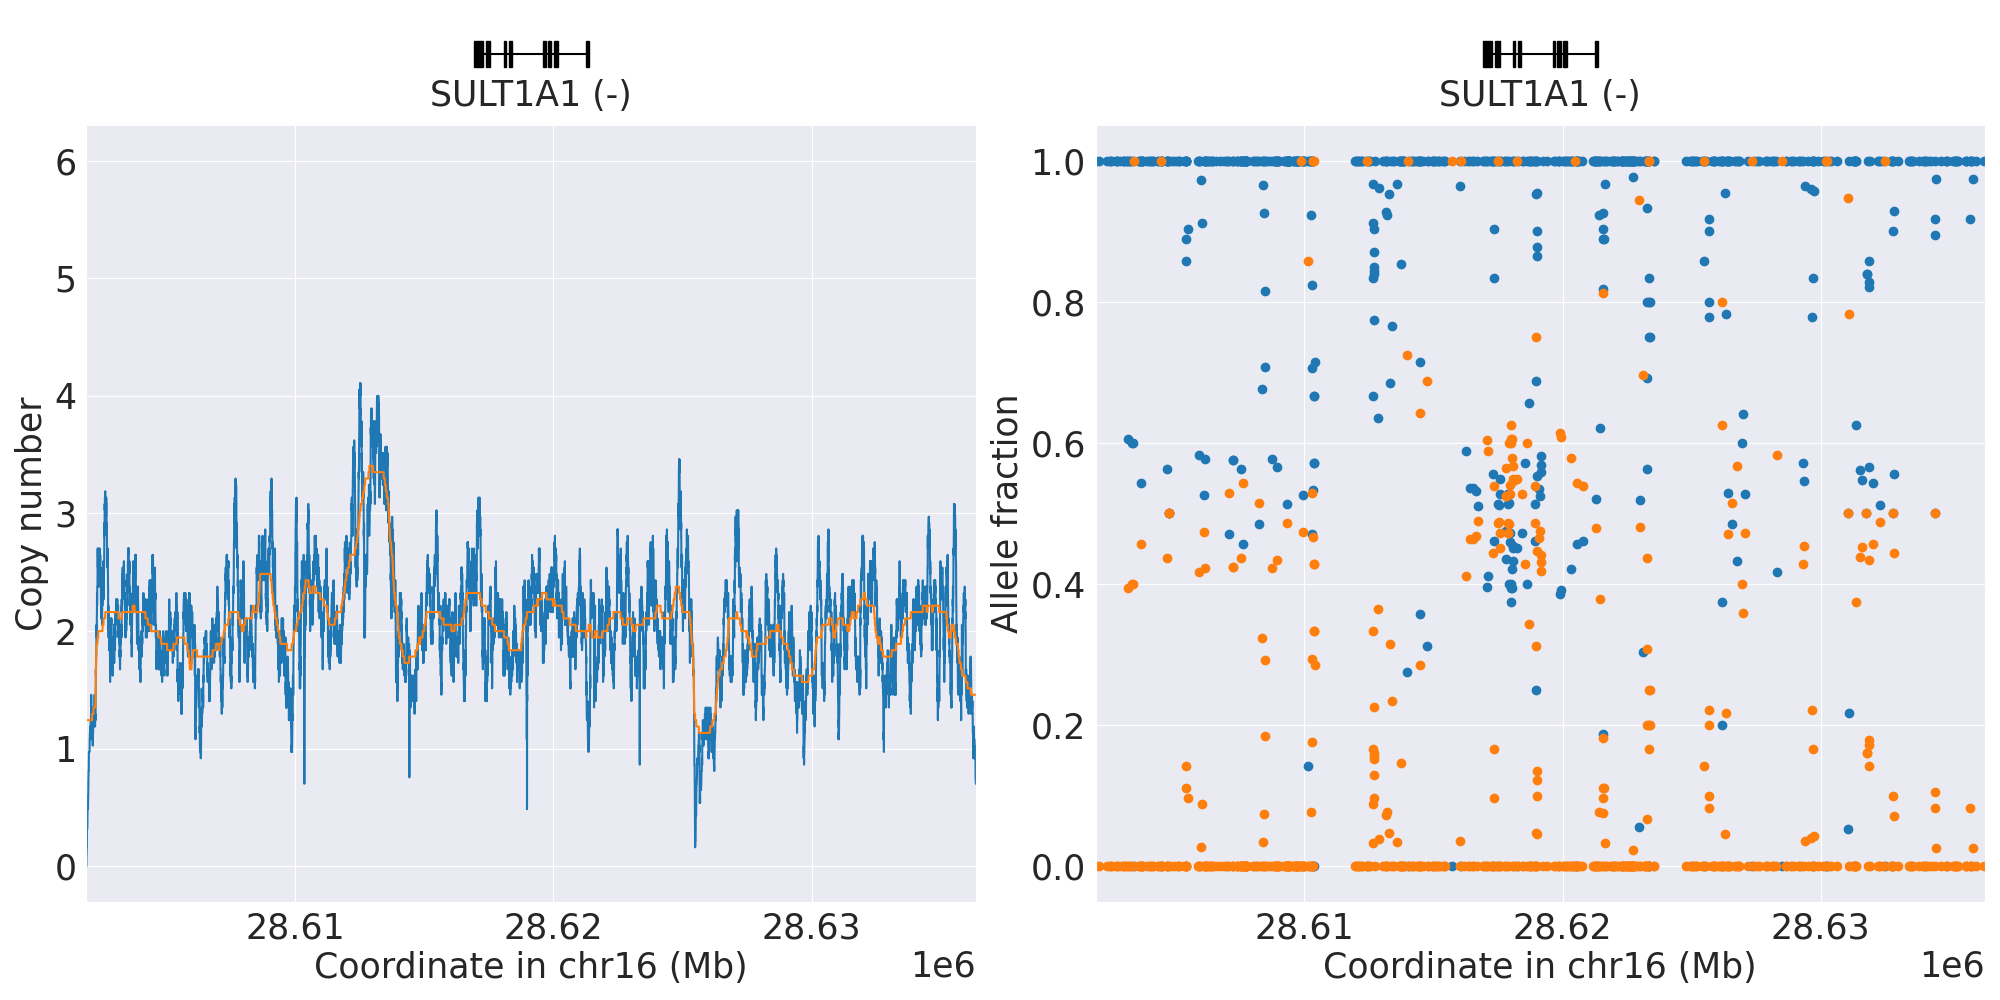 SULT1A1 (-)
6
5
4
3
2
1
0
Copy number
28.61
28.62
28.63
Coordinate in chr16 (Mb)
1e6
SULT1A1 (-)
1.0
0.8
0.6
0.4
0.2
0.0
Allele fraction
28.61
28.62
28.63
Coordinate in chr16 (Mb)
1e6